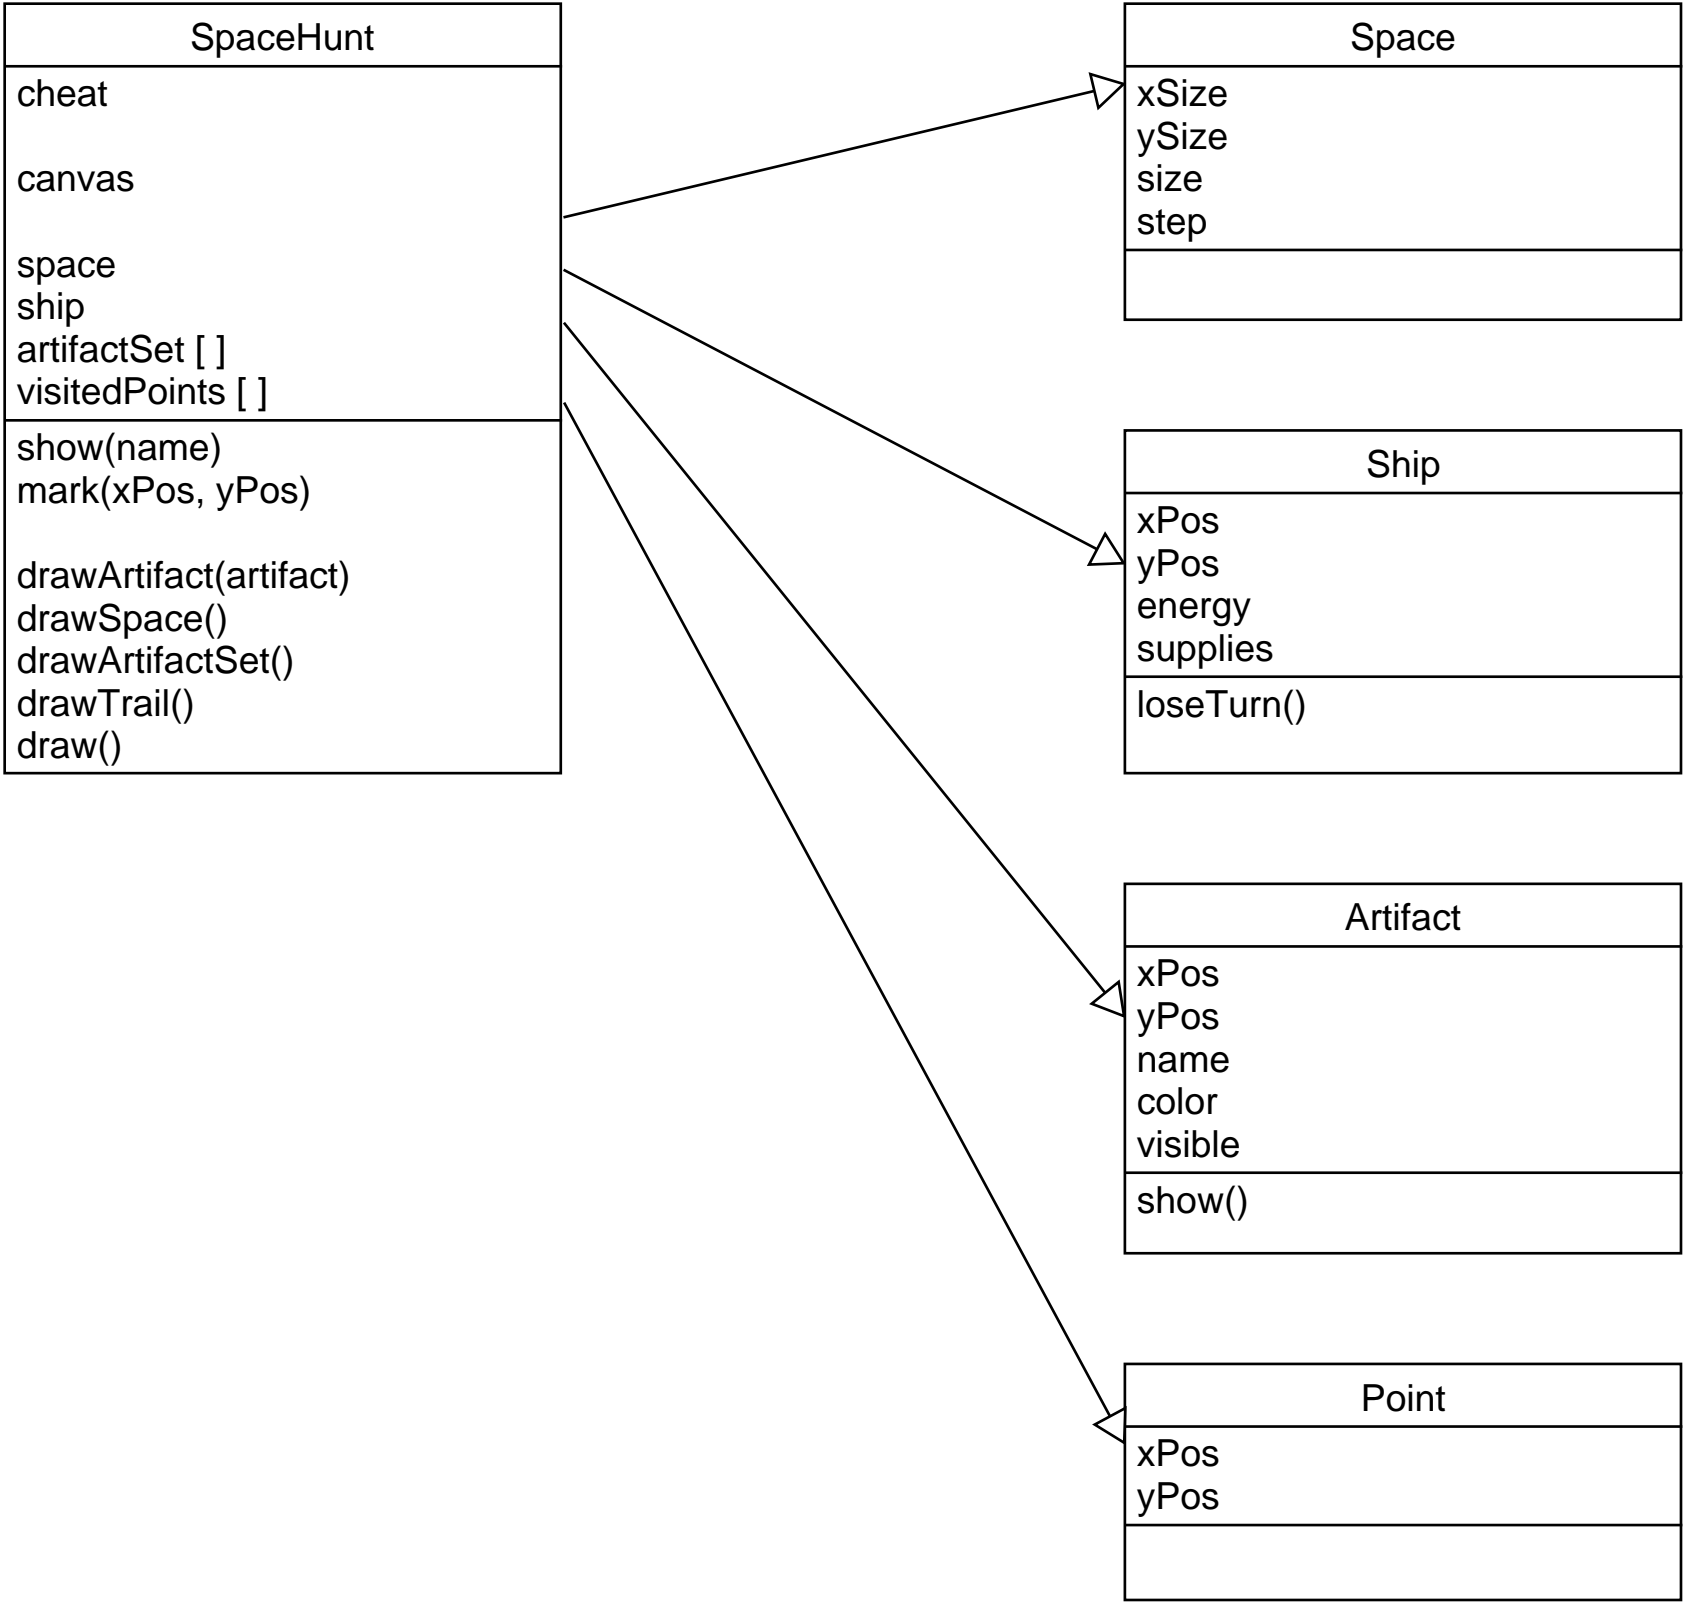 SpaceHunt
cheat
canvas
space
ship
artifactSet [ ]
visitedPoints [ ]
show(name)
mark(xPos, yPos)
drawArtifact(artifact)
drawSpace()
drawArtifactSet()
drawTrail()
draw()
Space
xSize
ySize
size
step
Ship
xPos
yPos
energy
supplies
loseTurn()
Artifact
xPos
yPos
name
color
visible
show()
Point
xPos
yPos